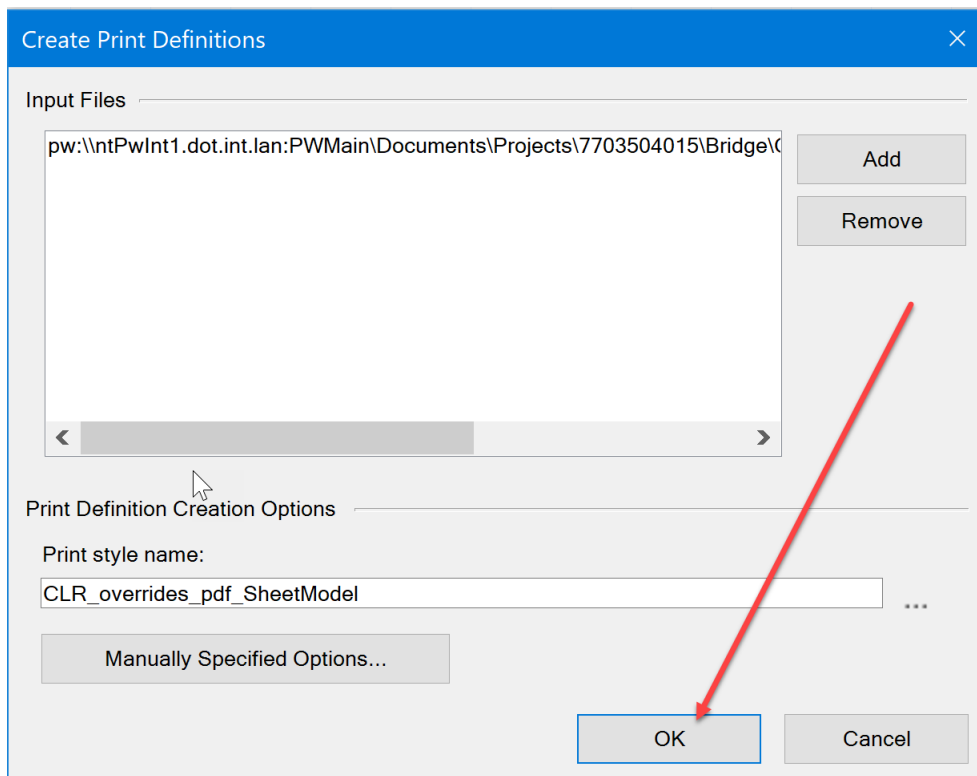 Create Print Definitions
Input Files
pw:\\ntPwInt1.dot.int.lan:PWMain\Documents\Projects\7703504015\Bridge\
Add
Remove
Print Definition Creation Options
Print style name:
CLR_overrides_pdf_SheetModel
...
Manually Specified Options...
OK
Cancel